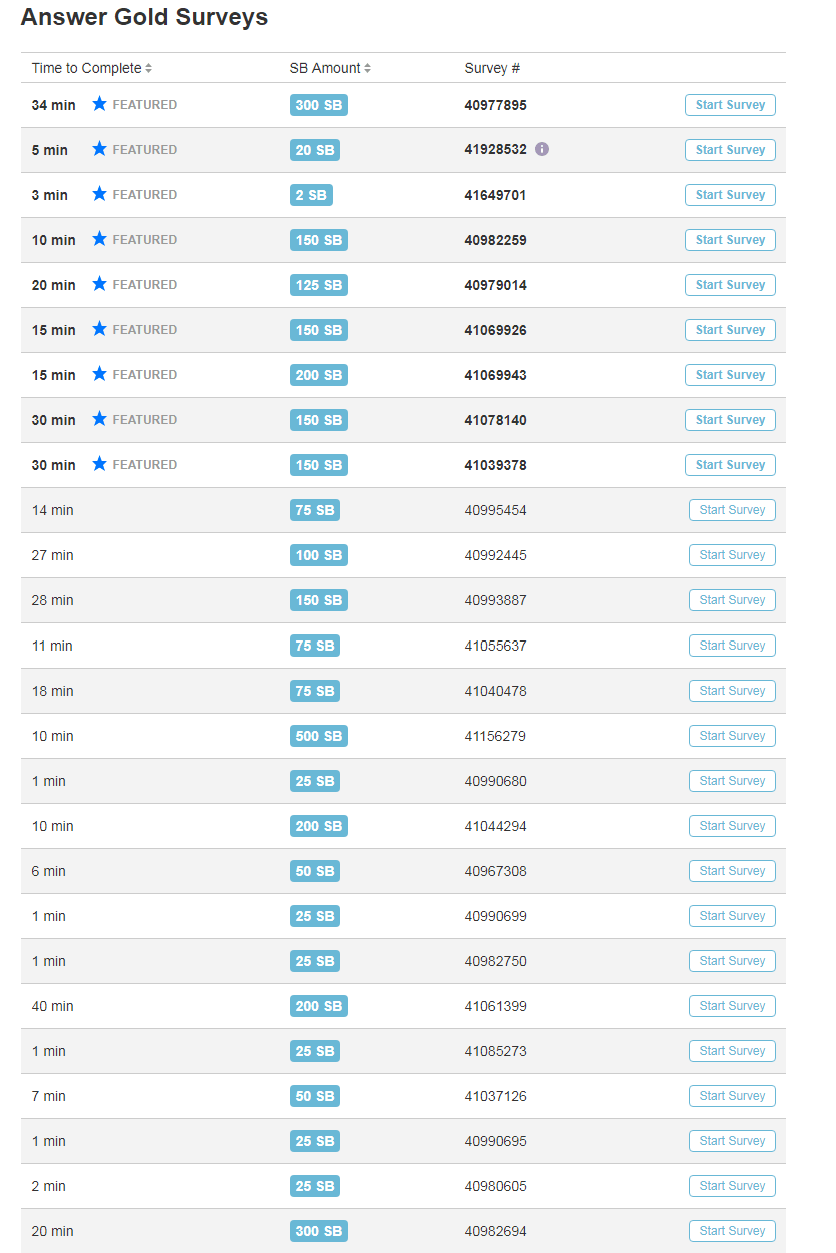 Answer Gold Surveys
Time to Complete SB Amount Survey #
34 min FEATURED 300 SB 40977895 Start Survey
5 min FEATURED 20 SB 41928532 Start Survey
3 min FEATURED 2 SB 41649701 Start Survey
10 min FEATURED 150 SB 40982259 Start Survey
20 min FEATURED 125 SB 40979014 Start Survey
15 min FEATURED 150 SB 41069926 Start Survey
15 min FEATURED 200 SB 41069943 Start Survey
30 min FEATURED 150 SB 41078140 Start Survey
30 min FEATURED 150 SB 41039378 Start Survey
14 min 75 SB 40995454 Start Survey
27 min 100 SB 40992445 Start Survey
28 min 150 SB 40993887 Start Survey
11 min 75 SB 41055637 Start Survey
18 min 75 SB 41040478 Start Survey
10 min 500 SB 41156279 Start Survey
1 min 25 SB 40990680 Start Survey
10 min 200 SB 41044294 Start Survey
6 min 50 SB 40967308 Start Survey
1 min 25 SB 40990699 Start Survey
1 min 25 SB 40982750 Start Survey
40 min 200 SB 41061399 Start Survey
1 min 25 SB 41085273 Start Survey
7 min 50 SB 41037126 Start Survey
1 min 25 SB 40990695 Start Survey
2 min 25 SB 40980605 Start Survey
20 min 300 SB 40982694 Start Survey